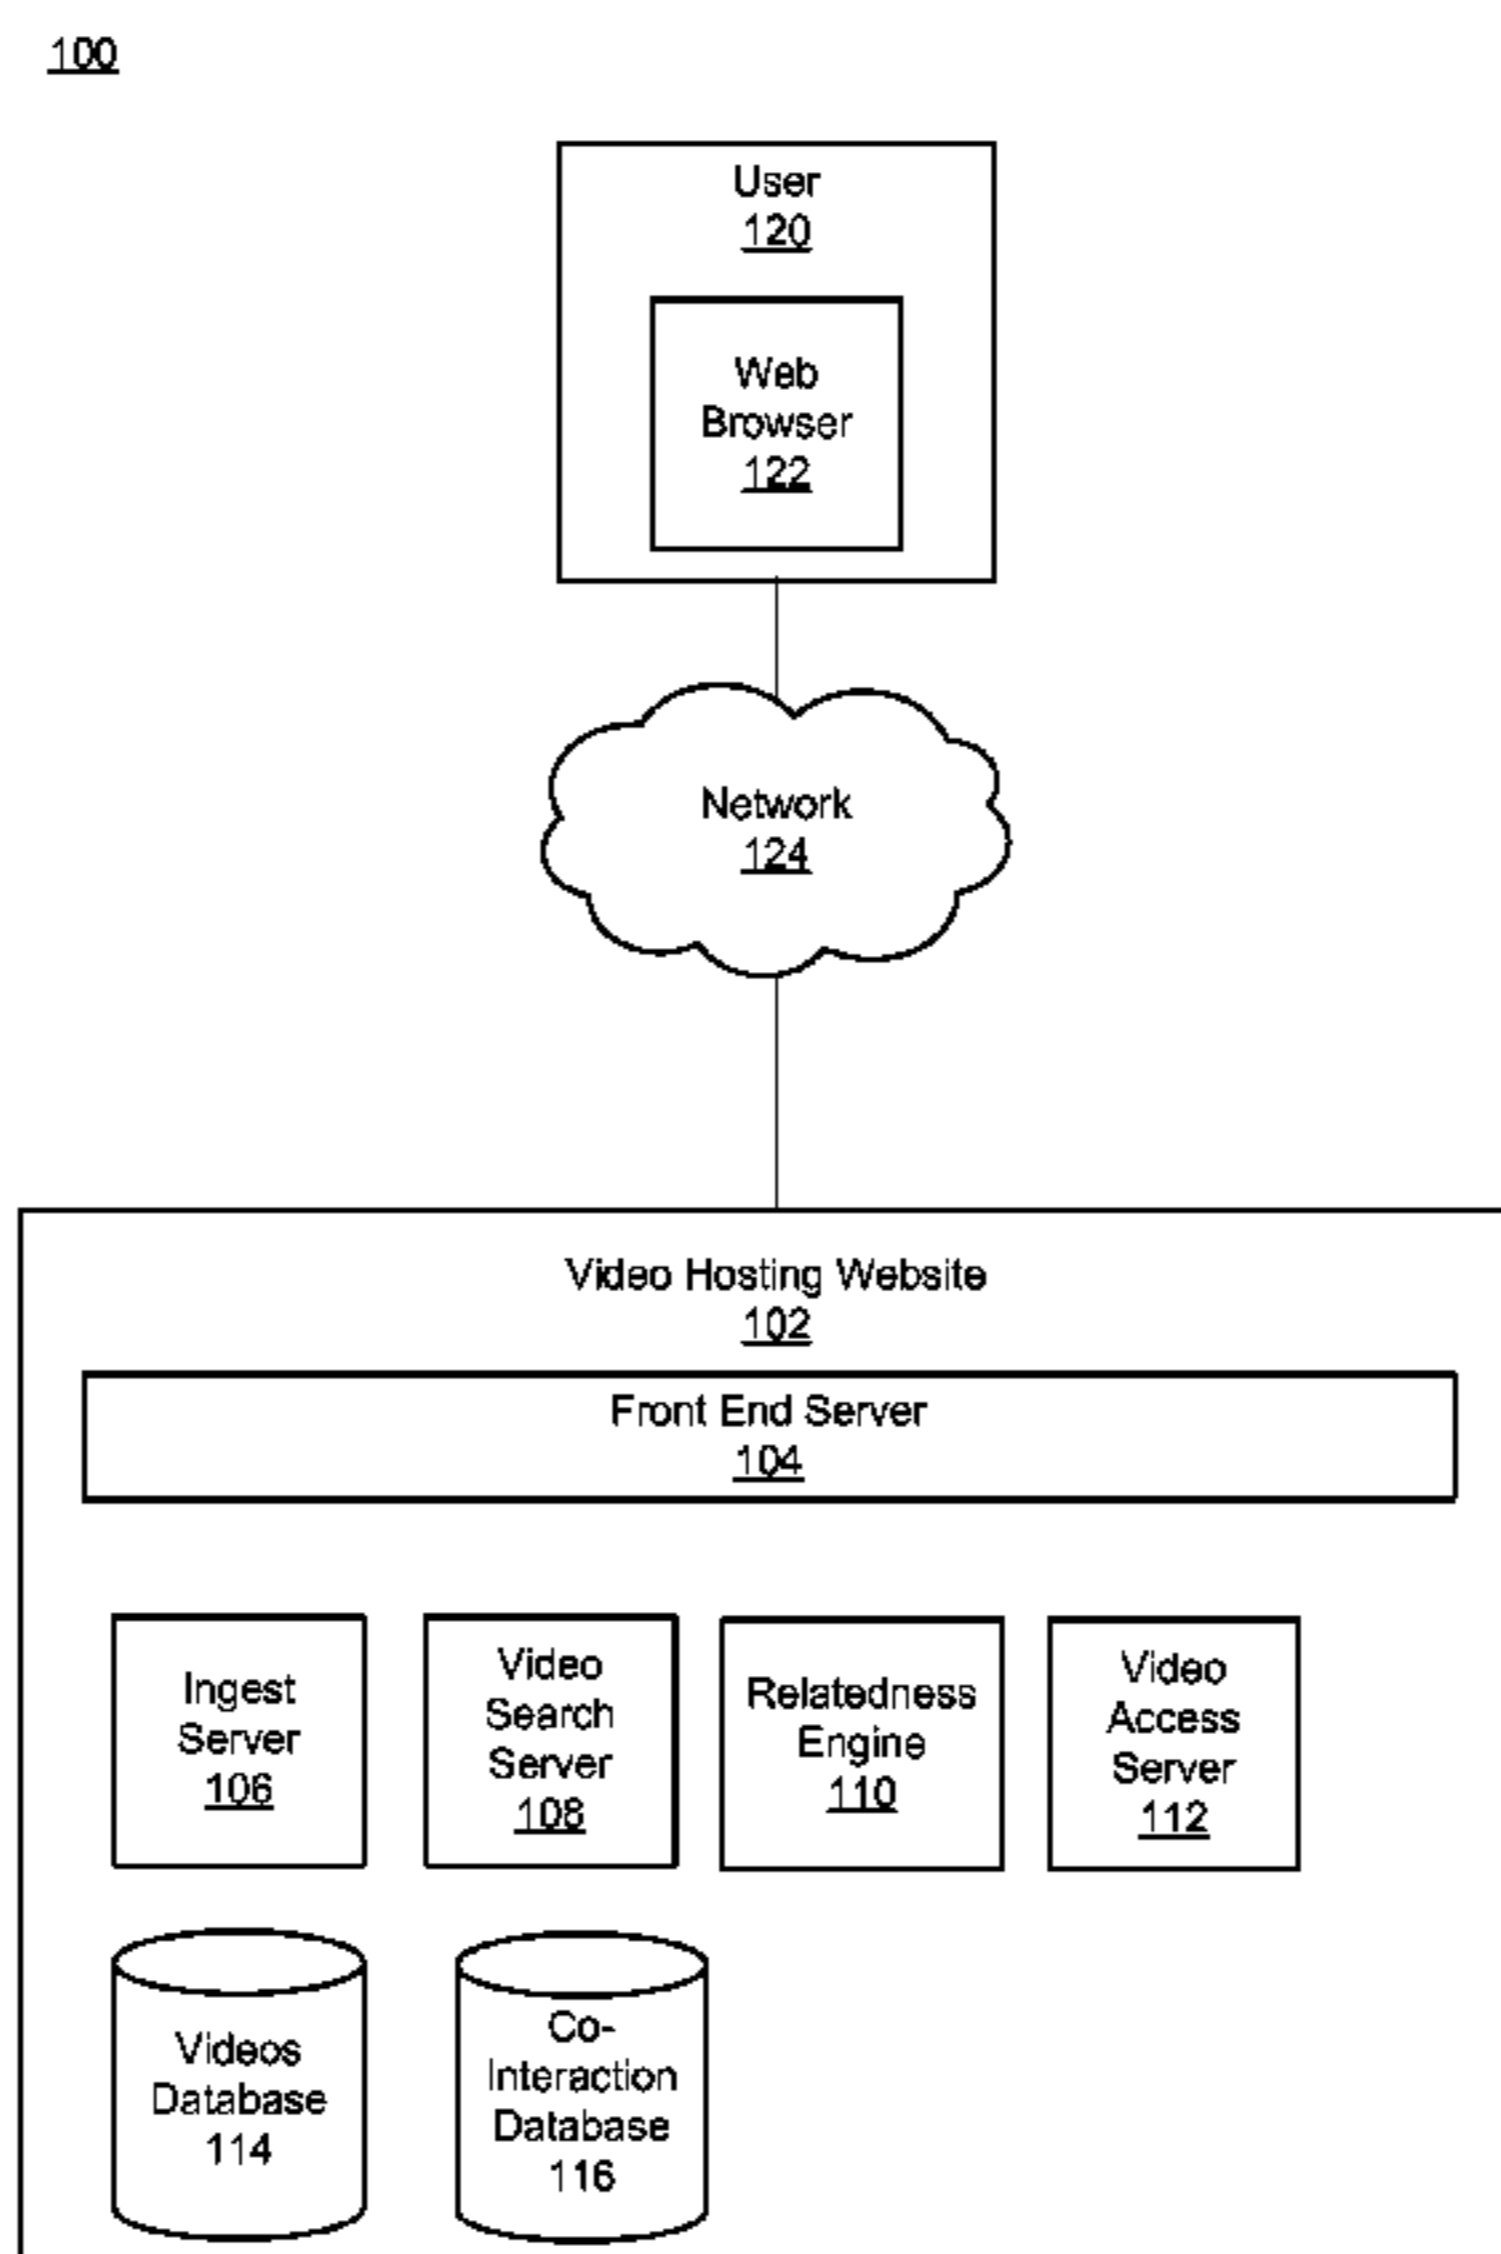 100
User
120
Web
Browser
122
Network
124
Video Hosting Website
102
Front End Server
104
Ingest
Server
106
Video
Search
Server
108
Relatedness
Engine
110
Video
Access
Server
112
Videos
Database
114
Co-
Interaction
Database
116